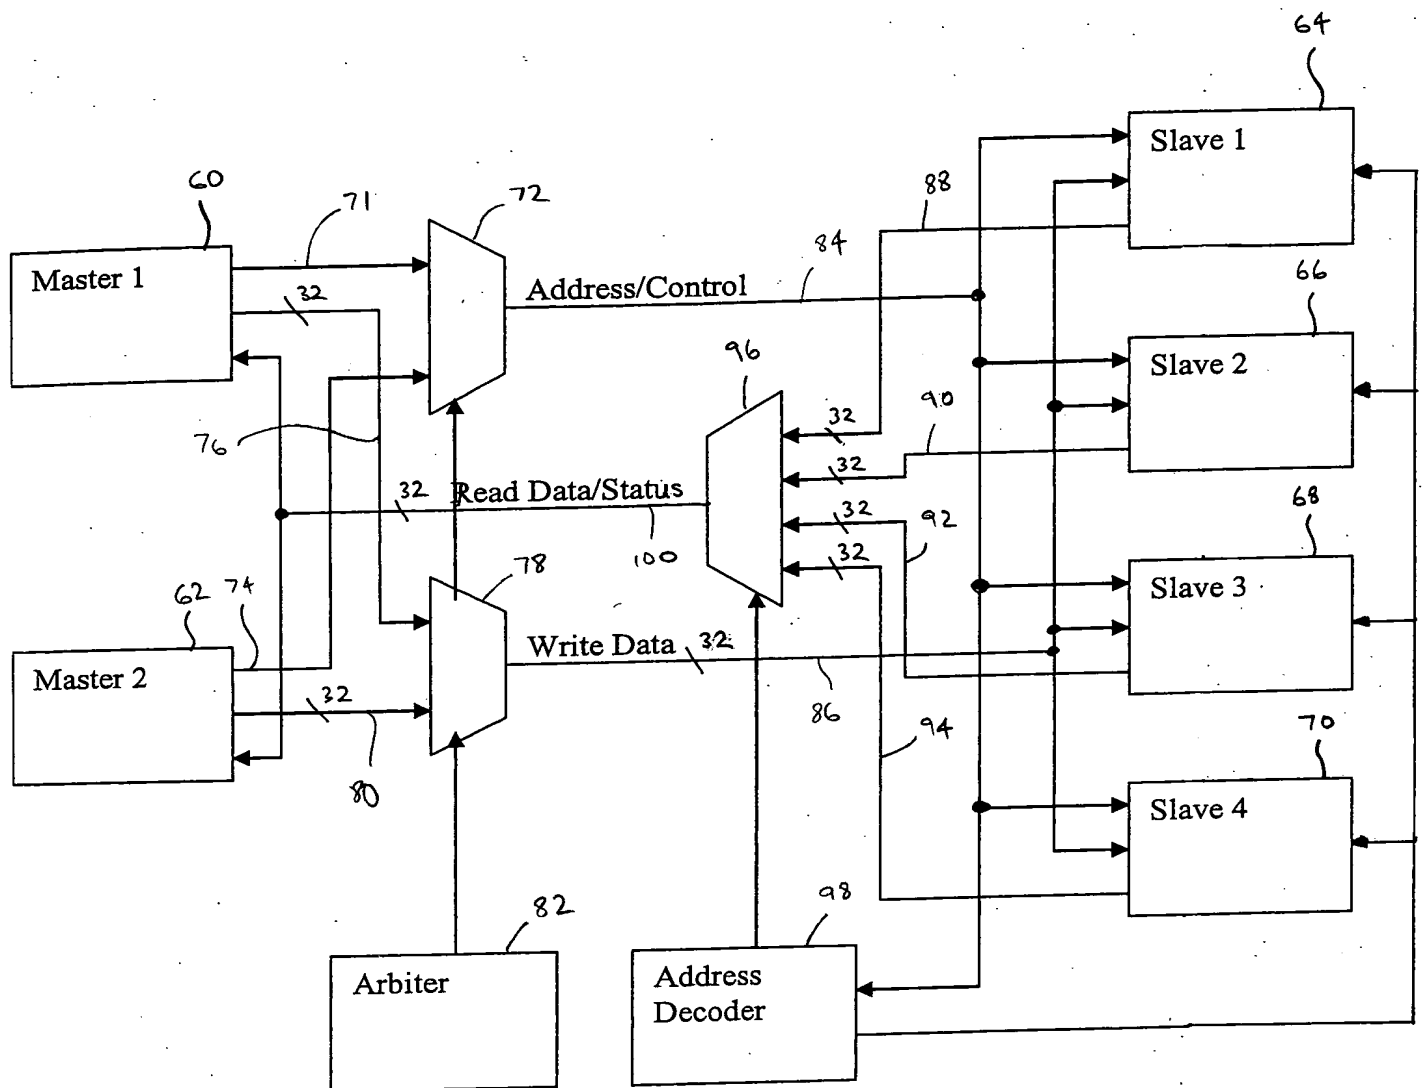 64
Slave 1
60
71
72
88
Master 1
32
Address/Control
84
66
96
Slave 2
32
90
76
32
32
Read Data/Status
32
92
68
100
32
62
74
78
Slave 3
Master 2
Write Data
32
32
86
80
94
70
Slave 4
82
98
Arbiter
Address
Decoder